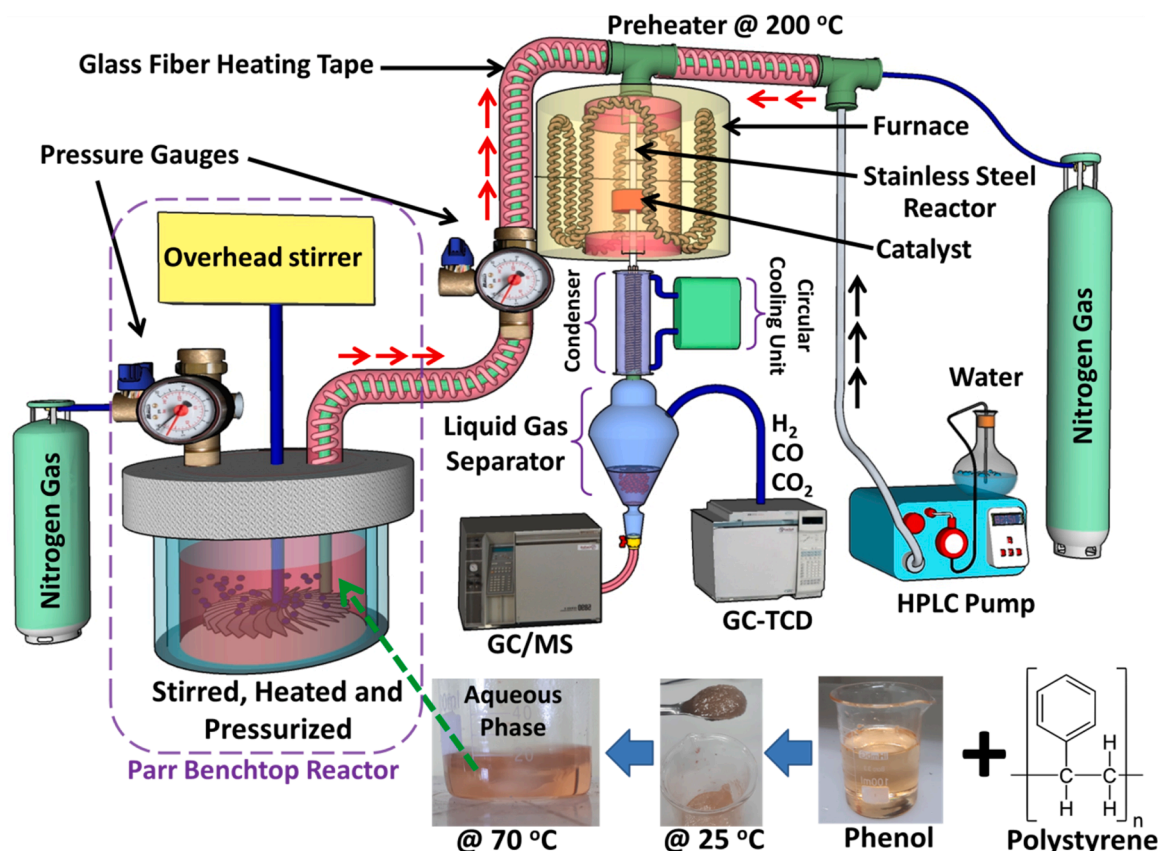 Preheater @ 200 °C
Glass Fiber Heating Tape
Pressure Gauges
Furnace
Stainless Steel
Reactor
Catalyst
Overhead stirrer
Condenser
Circular
Cooling Unit
Nitrogen Gas
Water
Liquid Gas
Separator
H2
CO
CO2
Nitrogen Gas
HPLC Pump
GC-TCD
GC/MS
Stirred, Heated and
Pressurized
Parr Benchtop Reactor
Aqueous
Phase
@ 70 °C
@ 25 °C
100ml
Phenol
H
C
C
H
H
n
Polystyrene